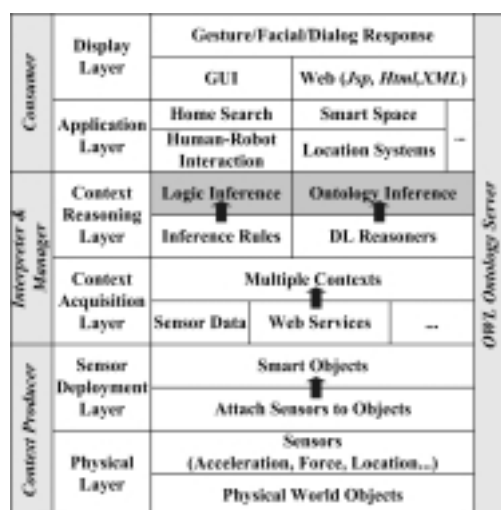 Consumer
Display
Layer
Gesture/Facial/Dialog Response
GUI
Web (Jsp, Html,XML)
Application
Layer
Home Search
Smart Space
...
Human-Robot
Interaction
Location Systems
Interpreter &
Manager
Context
Reasoning
Layer
Logic Inference
Ontology Inference
Inference Rules
DL Reasoners
Context
Acquisition
Layer
Multiple Contexts
Sensor Data
Web Services
...
Context Producer
Sensor
Deployment
Layer
Smart Objects
Attach Sensors to Objects
Physical
Layer
Sensors
(Acceleration, Force, Location...)
Physical World Objects
OWL Ontology Server